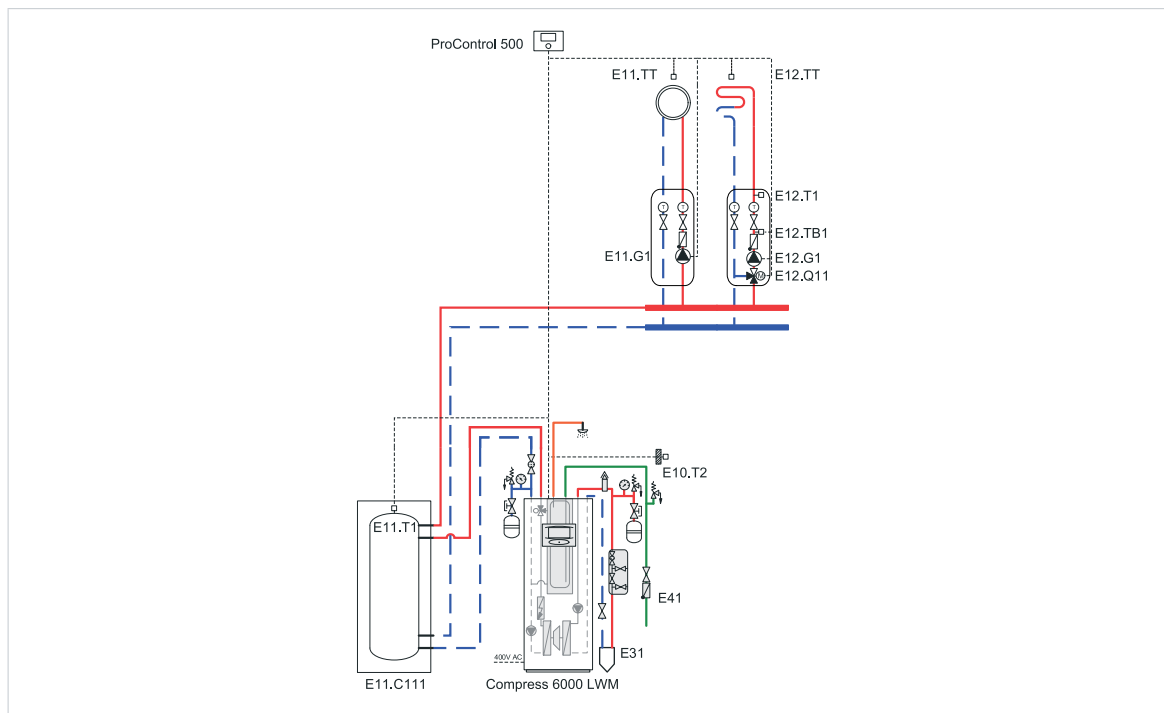 ProControl 500
E11.TT
E12.TT
T
T
T
T
E12.T1
E12.TB1
E11.G1
E12.G1
M
E12.Q11
E10.T2
E11.T1
E41
E31
400V AC
E11.C111
Compress 6000 LWM